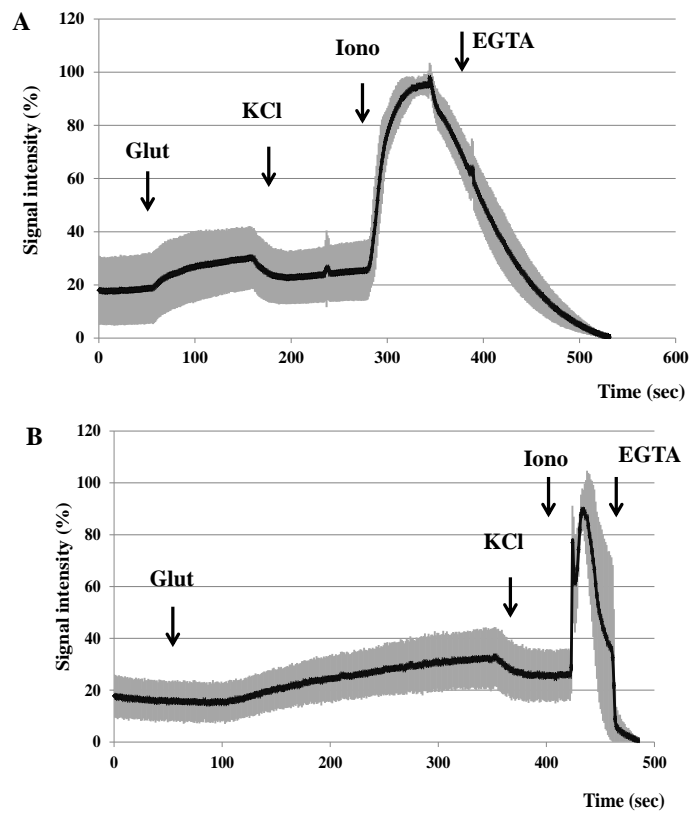 A
EGTA
Iono
KCl
Glut
Signal intensity (%)
120
100
80
60
40
20
0
0 100 200 300 400 500 600
Time (sec)
B
Iono
EGTA
KCl
Glut
Signal intensity (%)
120
100
80
60
40
20
0
0 100 200 300 400 500
Time (sec)